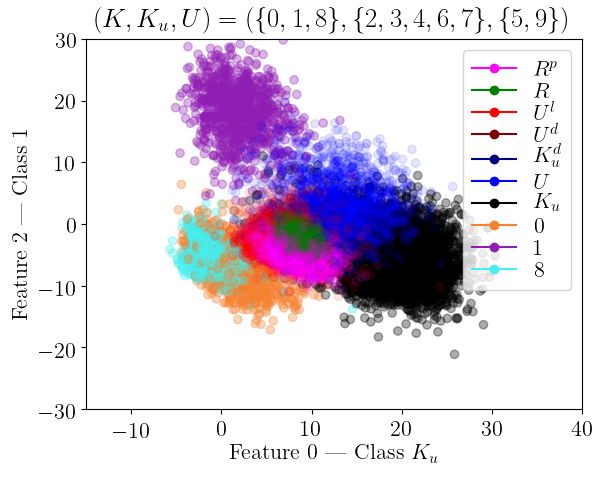 (K, K_u, U) = ({0, 1, 8}, {2, 3, 4, 6, 7}, {5, 9})
30
20
10
0
−10
−20
−30
Feature 2 — Class 1
R^p
R
U^l
U^d
K_u^d
U
K_u
0
1
8
−10
0
10
20
30
40
Feature 0 — Class K_u